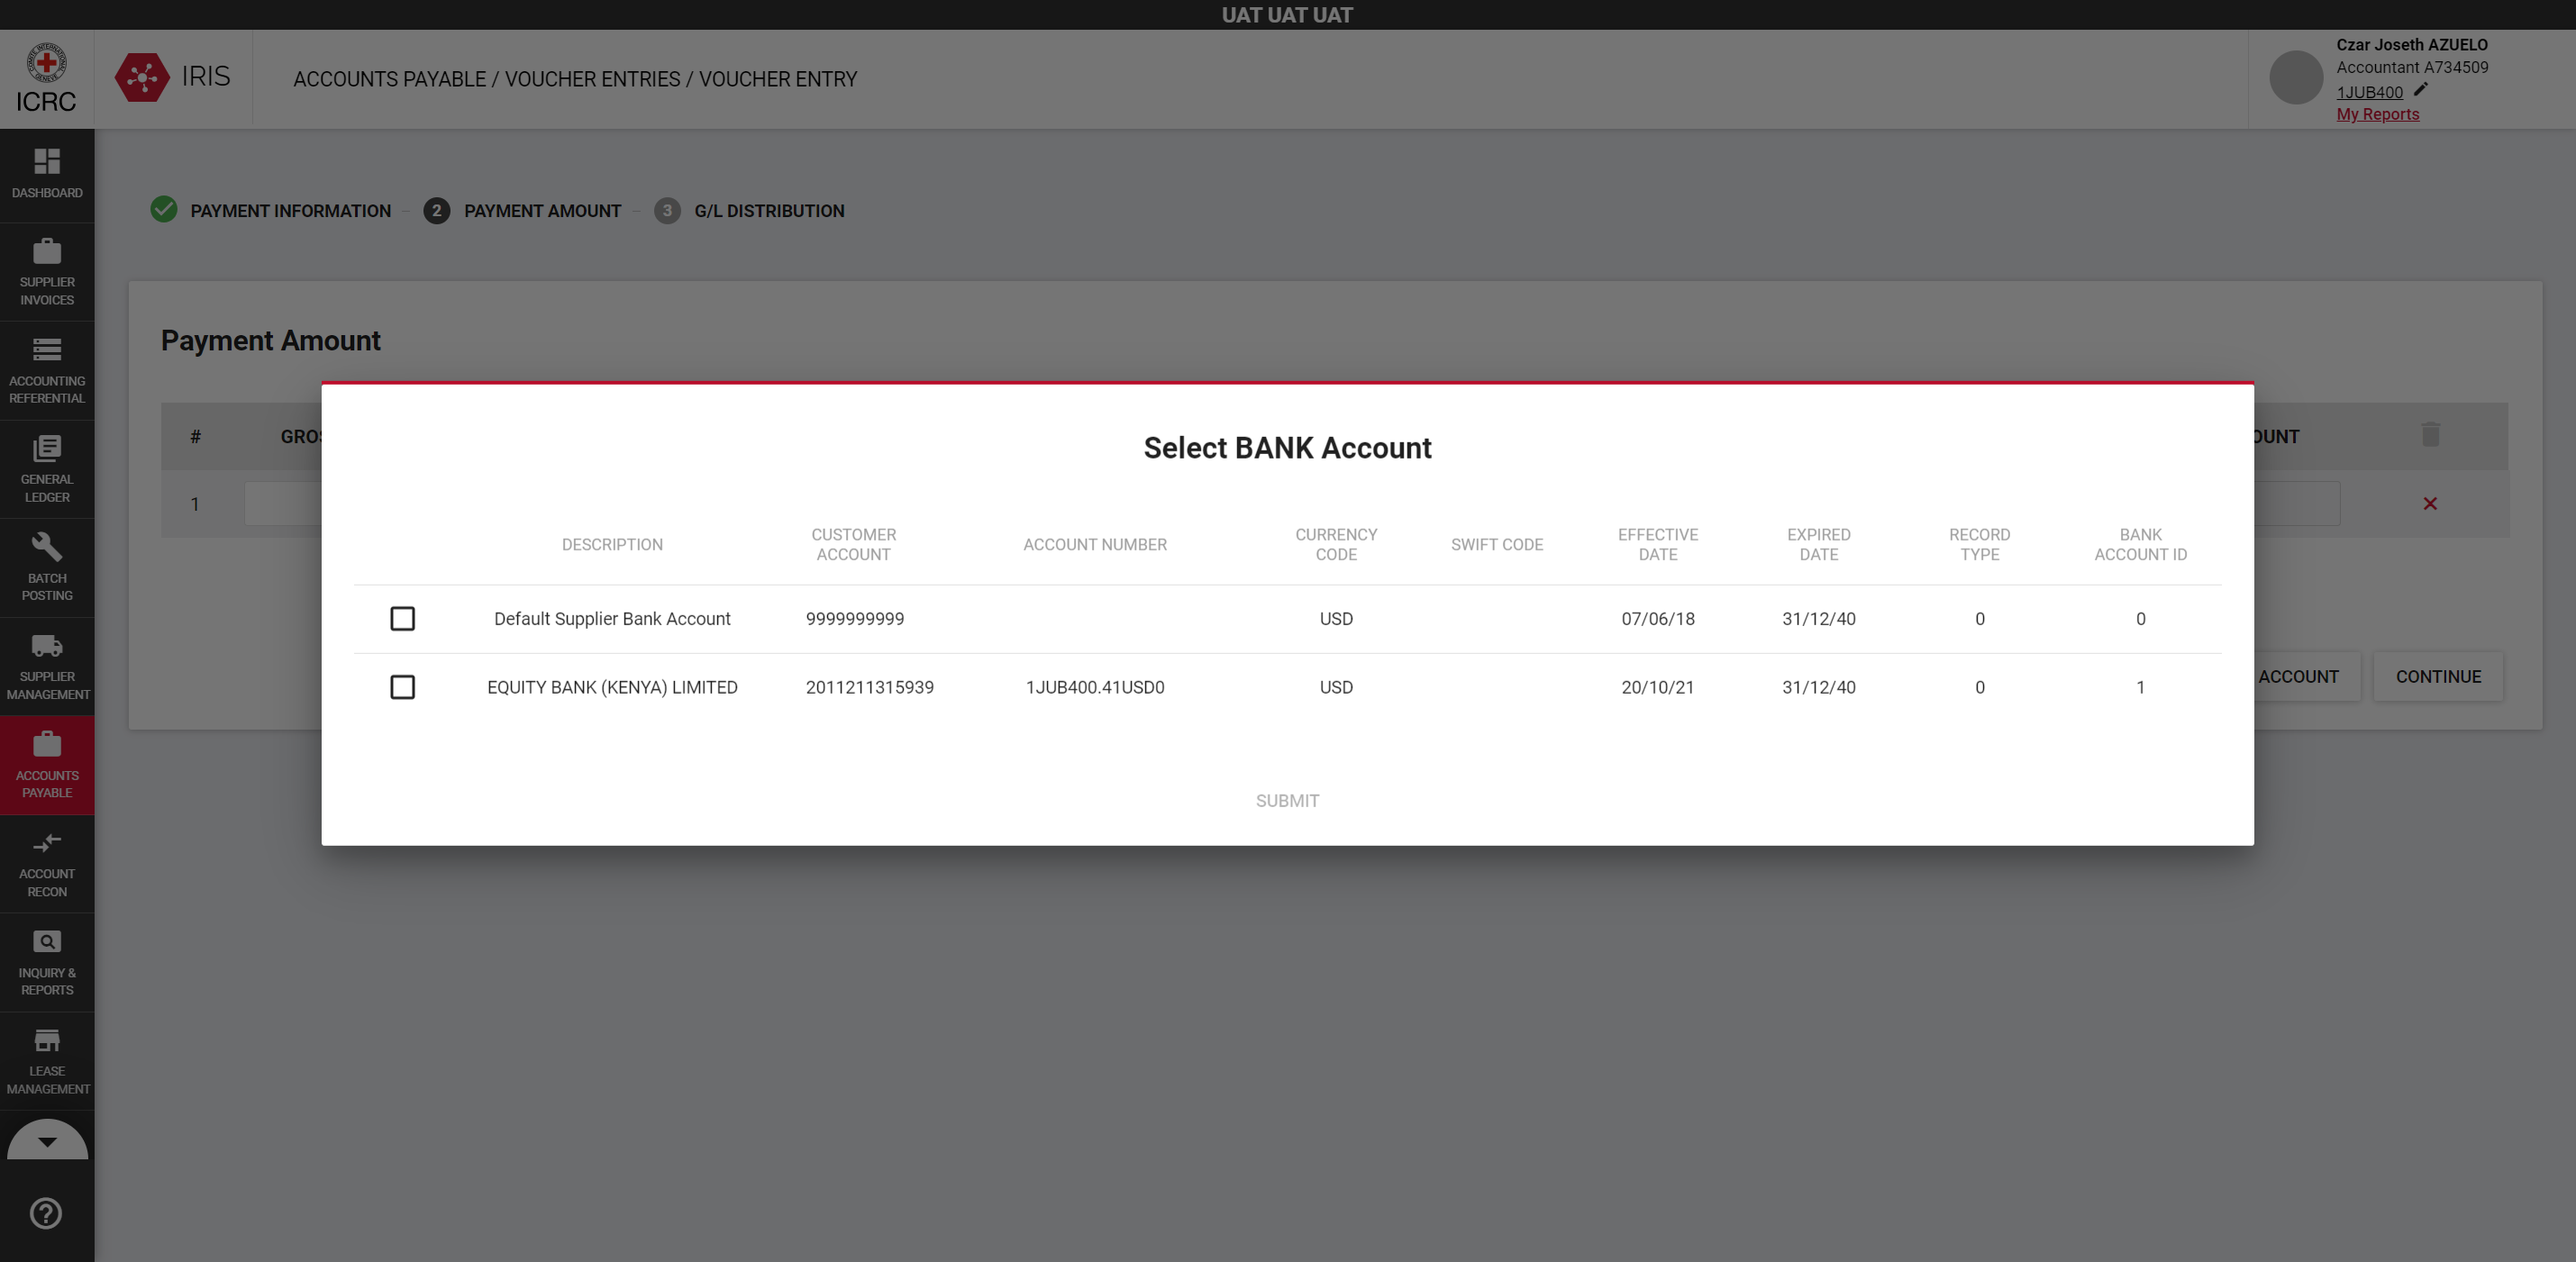 UAT UAT UAT
ICRC
IRIS
ACCOUNTS PAYABLE / VOUCHER ENTRIES / VOUCHER ENTRY
Czar Joseth AZUELO
Accountant A734509
1JUB400
My Reports
DASHBOARD
SUPPLIER
INVOICES
ACCOUNTING
REFERENTIAL
GENERAL
LEDGER
BATCH
POSTING
SUPPLIER
MANAGEMENT
ACCOUNTS
PAYABLE
ACCOUNT
RECON
INQUIRY &
REPORTS
LEASE
MANAGEMENT
PAYMENT INFORMATION
2 PAYMENT AMOUNT
3 G/L DISTRIBUTION
Payment Amount
# GROS OUNT
1
ACCOUNT CONTINUE
Select BANK Account
DESCRIPTION CUSTOMER ACCOUNT ACCOUNT NUMBER CURRENCY CODE SWIFT CODE EFFECTIVE DATE EXPIRED DATE RECORD TYPE BANK ACCOUNT ID
Default Supplier Bank Account 9999999999 USD 07/06/18 31/12/40 0 0
EQUITY BANK (KENYA) LIMITED 2011211315939 1JUB400.41USD0 USD 20/10/21 31/12/40 0 1
SUBMIT